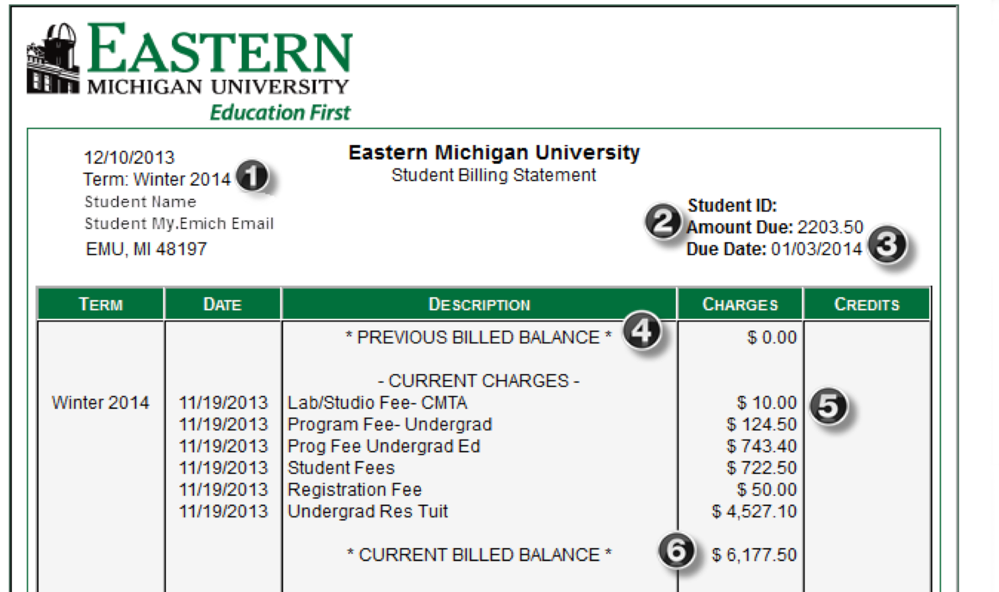 EASTERN
MICHIGAN UNIVERSITY
Education First
12/10/2013
Term: Winter 2014
1
Student Name
Student My.Emich Email
EMU, MI 48197
Eastern Michigan University
Student Billing Statement
Student ID:
2 Amount Due: 2203.50
Due Date: 01/03/2014 3
TERM DATE DESCRIPTION CHARGES CREDITS
* PREVIOUS BILLED BALANCE * 4 $ 0.00
- CURRENT CHARGES -
Winter 2014 11/19/2013 Lab/Studio Fee- CMTA $ 10.00 5
11/19/2013 Program Fee- Undergrad $ 124.50
11/19/2013 Prog Fee Undergrad Ed $ 743.40
11/19/2013 Student Fees $ 722.50
11/19/2013 Registration Fee $ 50.00
11/19/2013 Undergrad Res Tuit $ 4,527.10
* CURRENT BILLED BALANCE * 6 $ 6,177.50